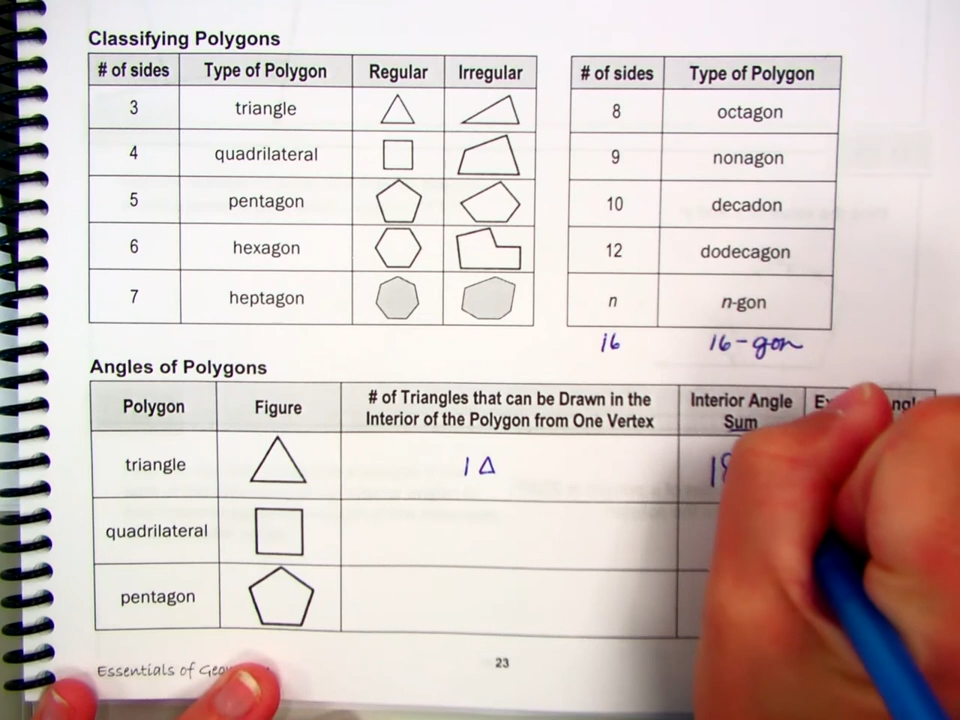 Classifying Polygons
# of sides Type of Polygon Regular Irregular
3 triangle
4 quadrilateral
5 pentagon
6 hexagon
7 heptagon
# of sides Type of Polygon
8 octagon
9 nonagon
10 decadon
12 dodecagon
n n-gon
16 16-gon
Angles of Polygons
Polygon Figure # of Triangles that can be Drawn in the Interior of the Polygon from One Vertex Interior Angle Sum
triangle 1 Δ
quadrilateral
pentagon
Essentials of
23